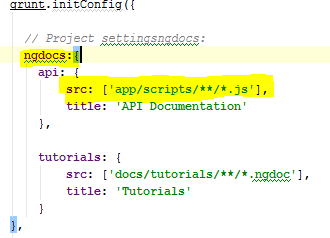 grunt.initConfig({
// Project settingsngdocs:
ngdocs:{
api: {
src: ['app/scripts/**/*.js'],
title: 'API Documentation'
},
tutorials: {
src: ['docs/tutorials/**/*.ngdoc'],
title: 'Tutorials'
}
},